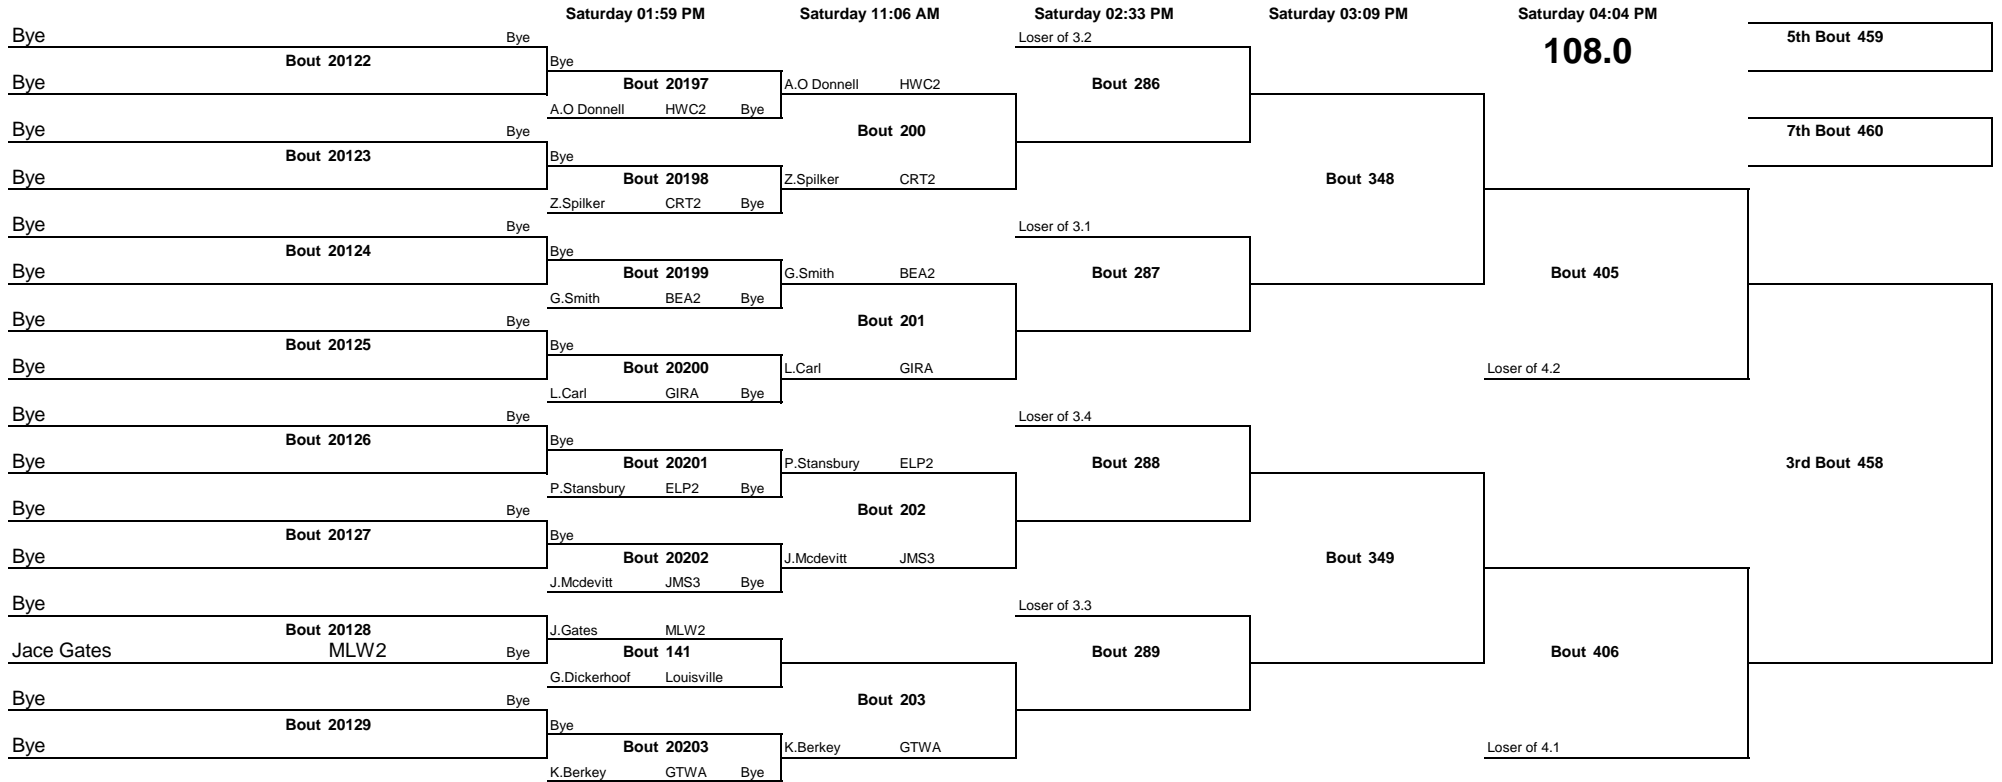 Saturday 01:59 PM Saturday 11:06 AM Saturday 02:33 PM Saturday 03:09 PM Saturday 04:04 PM
Bye Bye Loser of 3.2 108.0 5th Bout 459
Bout 20122 Bye
Bye Bout 20197 A.O Donnell HWC2 Bout 286
A.O Donnell HWC2 Bye
Bye Bye Bout 200 7th Bout 460
Bout 20123 Bye
Bye Bout 20198 Z.Spilker CRT2 Bout 348
Z.Spilker CRT2 Bye
Bye Bye Loser of 3.1
Bout 20124 Bye
Bye Bout 20199 G.Smith BEA2 Bout 287 Bout 405
G.Smith BEA2 Bye
Bye Bye Bout 201
Bout 20125 Bye
Bye Bout 20200 L.Carl GIRA Loser of 4.2
L.Carl GIRA Bye
Bye Bye Loser of 3.4
Bout 20126 Bye
Bye Bout 20201 P.Stansbury ELP2 Bout 288 3rd Bout 458
P.Stansbury ELP2 Bye
Bye Bye Bout 202
Bout 20127 Bye
Bye Bout 20202 J.Mcdevitt JMS3 Bout 349
J.Mcdevitt JMS3 Bye
Bye Loser of 3.3
Bout 20128 J.Gates MLW2
Jace Gates MLW2 Bye Bout 141 Bout 289 Bout 406
G.Dickerhoof Louisville
Bye Bye Bout 203
Bout 20129 Bye
Bye Bout 20203 K.Berkey GTWA Loser of 4.1
K.Berkey GTWA Bye